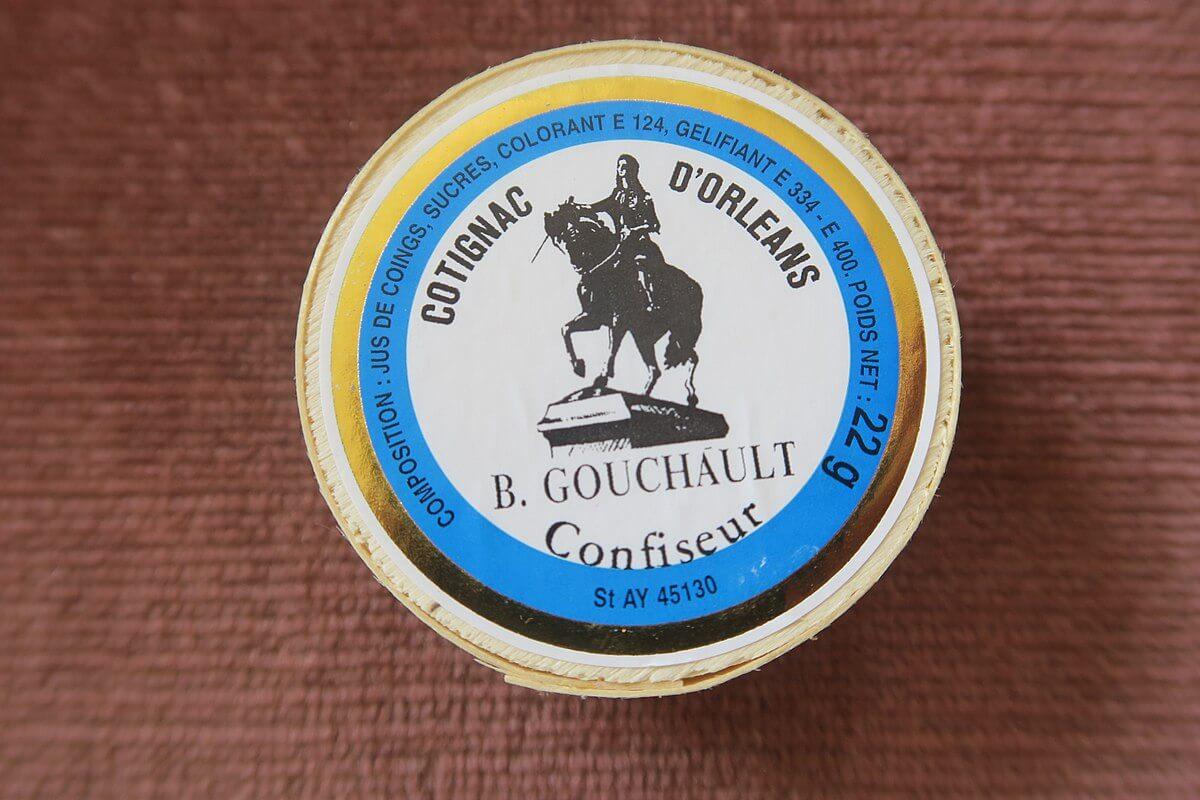 COMPOSITION : JUS DE COINGS, SUCRES, COLORANT E 124, GELIFIANT E 334 - E 400. POIDS NET : 22 g
COTIGNAC D'ORLEANS
B. GOUCHAULT
Confiseur
St AY 45130